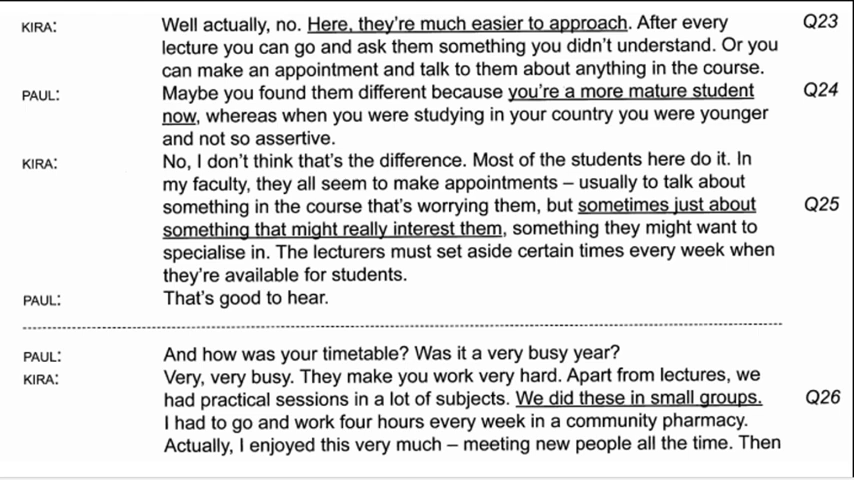 KIRA: Well actually, no. Here, they're much easier to approach. After every Q23
lecture you can go and ask them something you didn't understand. Or you
can make an appointment and talk to them about anything in the course.
PAUL: Maybe you found them different because you're a more mature student Q24
now, whereas when you were studying in your country you were younger
and not so assertive.
KIRA: No, I don't think that's the difference. Most of the students here do it. In
my faculty, they all seem to make appointments – usually to talk about
something in the course that's worrying them, but sometimes just about Q25
something that might really interest them, something they might want to
specialise in. The lecturers must set aside certain times every week when
they're available for students.
PAUL: That's good to hear.
PAUL: And how was your timetable? Was it a very busy year?
KIRA: Very, very busy. They make you work very hard. Apart from lectures, we
had practical sessions in a lot of subjects. We did these in small groups. Q26
I had to go and work four hours every week in a community pharmacy.
Actually, I enjoyed this very much – meeting new people all the time. Then